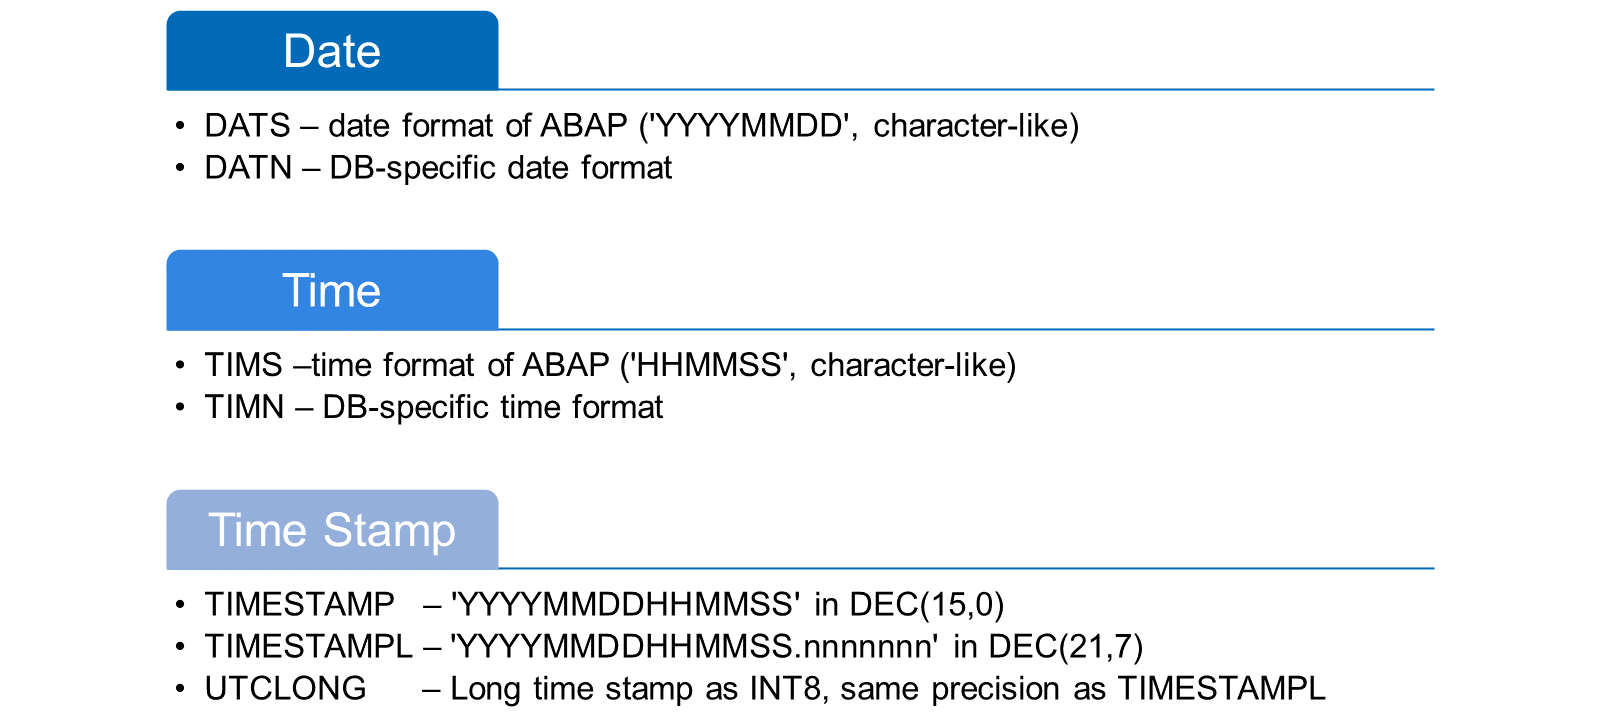 Date
• DATS – date format of ABAP ('YYYYMMDD', character-like)
• DATN – DB-specific date format
Time
• TIMS –time format of ABAP ('HHMMSS', character-like)
• TIMN – DB-specific time format
Time Stamp
• TIMESTAMP – 'YYYYMMDDHHMMSS' in DEC(15,0)
• TIMESTAMPL – 'YYYYMMDDHHMMSS.nnnnnnn' in DEC(21,7)
• UTCLONG – Long time stamp as INT8, same precision as TIMESTAMPL